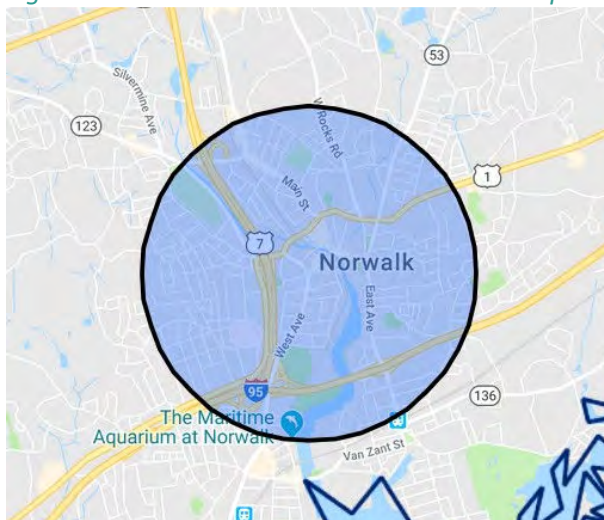 53
Silvermine Ave
123
W Rocks Rd
1
Main St
7
Norwalk
East Ave
West Ave
95
136
The Maritime
Aquarium at Norwalk
Van Zant St